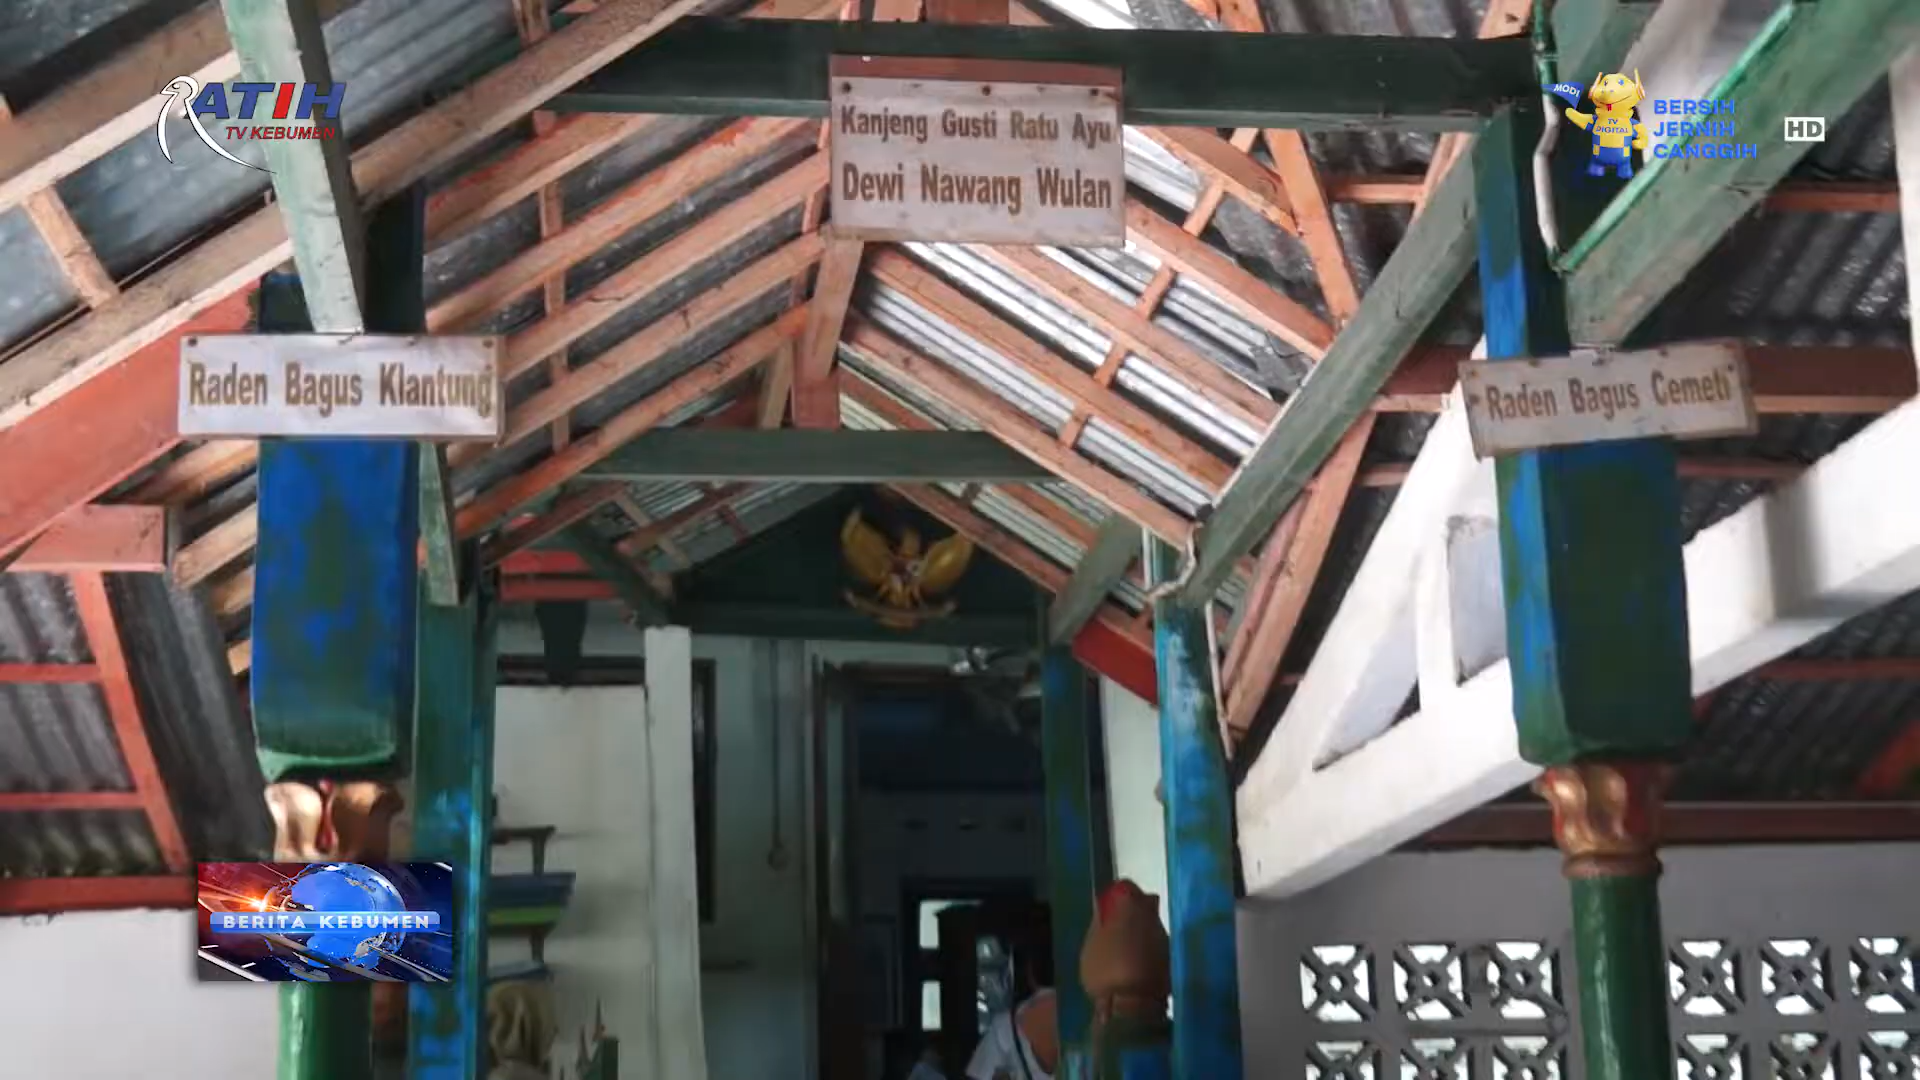 RATIH
TV KEBUMEN
Kanjeng Gusti Ratu Ayu
Dewi Nawang Wulan
MODI
TV
DIGITAL
BERSIH
JERNIH
CANGGIH
HD
Raden Bagus Klantung
Raden Bagus Cemeti
BERITA KEBUMEN